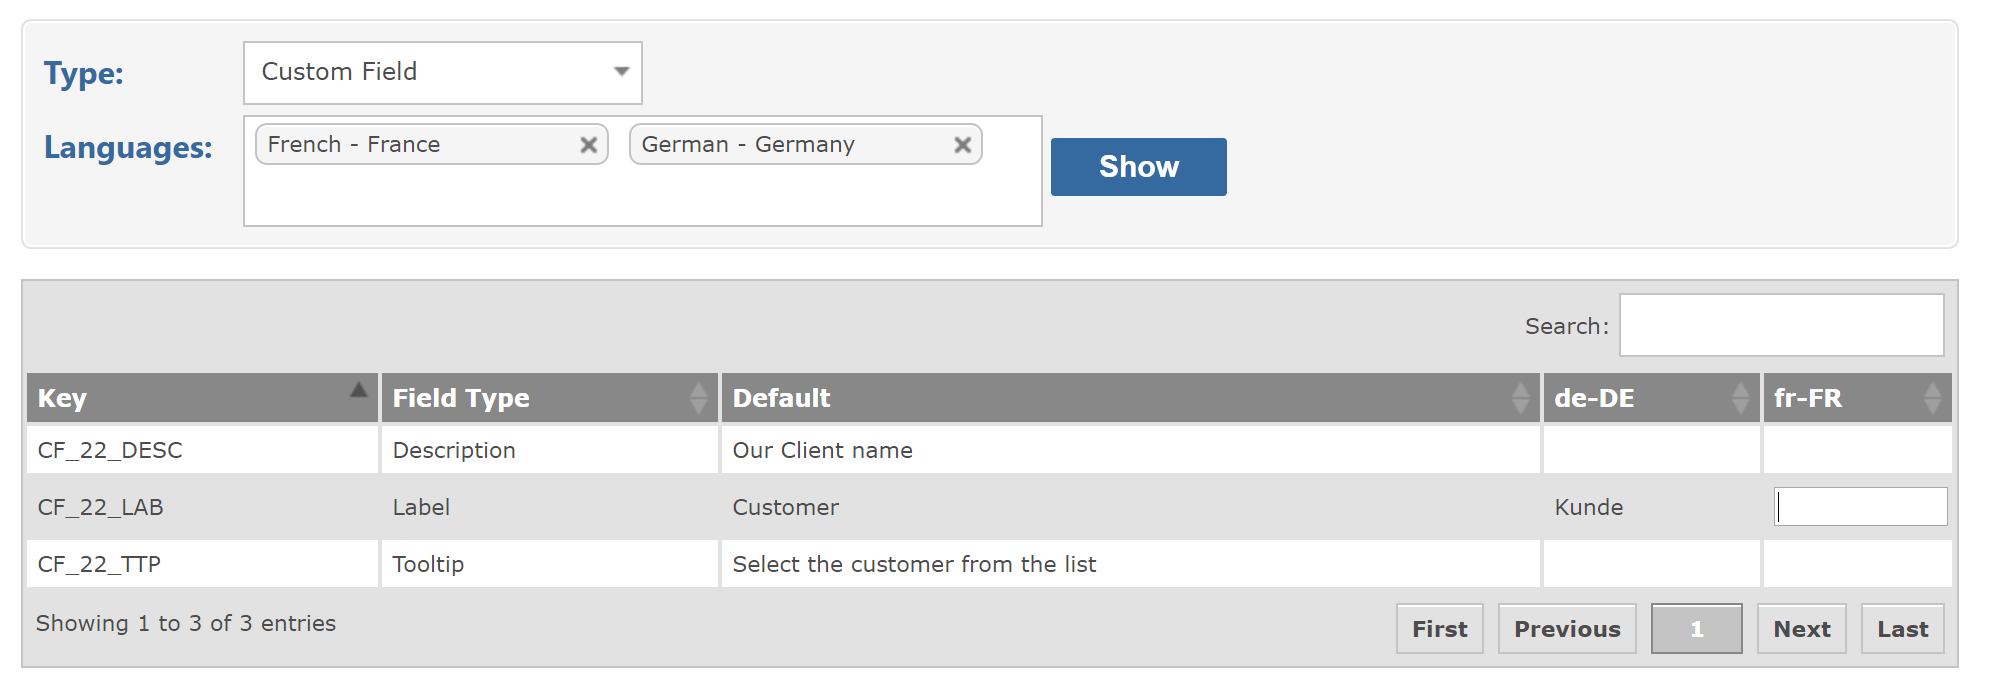 Type: Custom Field
Languages: French - France German - Germany
Show
Search:
Key Field Type Default de-DE fr-FR
CF_22_DESC Description Our Client name
CF_22_LAB Label Customer Kunde
CF_22_TTP Tooltip Select the customer from the list
Showing 1 to 3 of 3 entries First Previous 1 Next Last